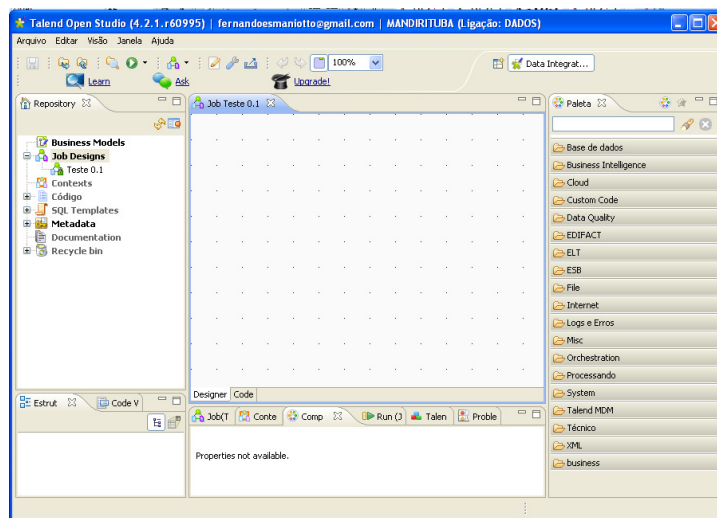 Talend Open Studio (4.2.1.r60995) | fernandoesmaniotto@gmail.com | MANDIRITUBA (Ligação: DADOS)
Arquivo Editar Visão Janela Ajuda
100%
Data Integrat...
Learn
Ask
Upgrade!
Repository
Business Models
Job Designs
Teste 0.1
Contexts
Código
SQL Templates
Metadata
Documentation
Recycle bin
Job Teste 0.1
Designer Code
Paleta
Base de dados
Business Intelligence
Cloud
Custom Code
Data Quality
EDIFACT
ELT
ESB
File
Internet
Logs e Erros
Misc
Orchestration
Processando
System
Talend MDM
Técnico
XML
business
Estrut
Code V
Job(T Conte Comp Run (J Talen Proble
Properties not available.